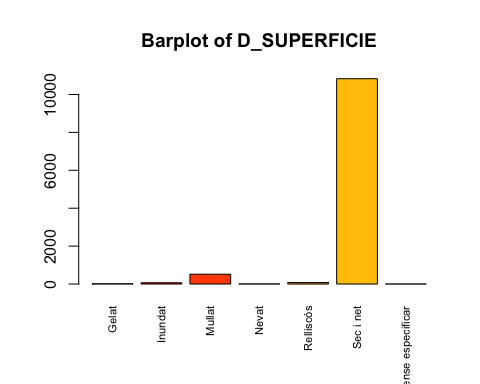 Barplot of D_SUPERFICIE
10000
6000
2000
0
Gelat
Inundat
Mullat
Nevat
Relliscós
Sec i net
ense especificar